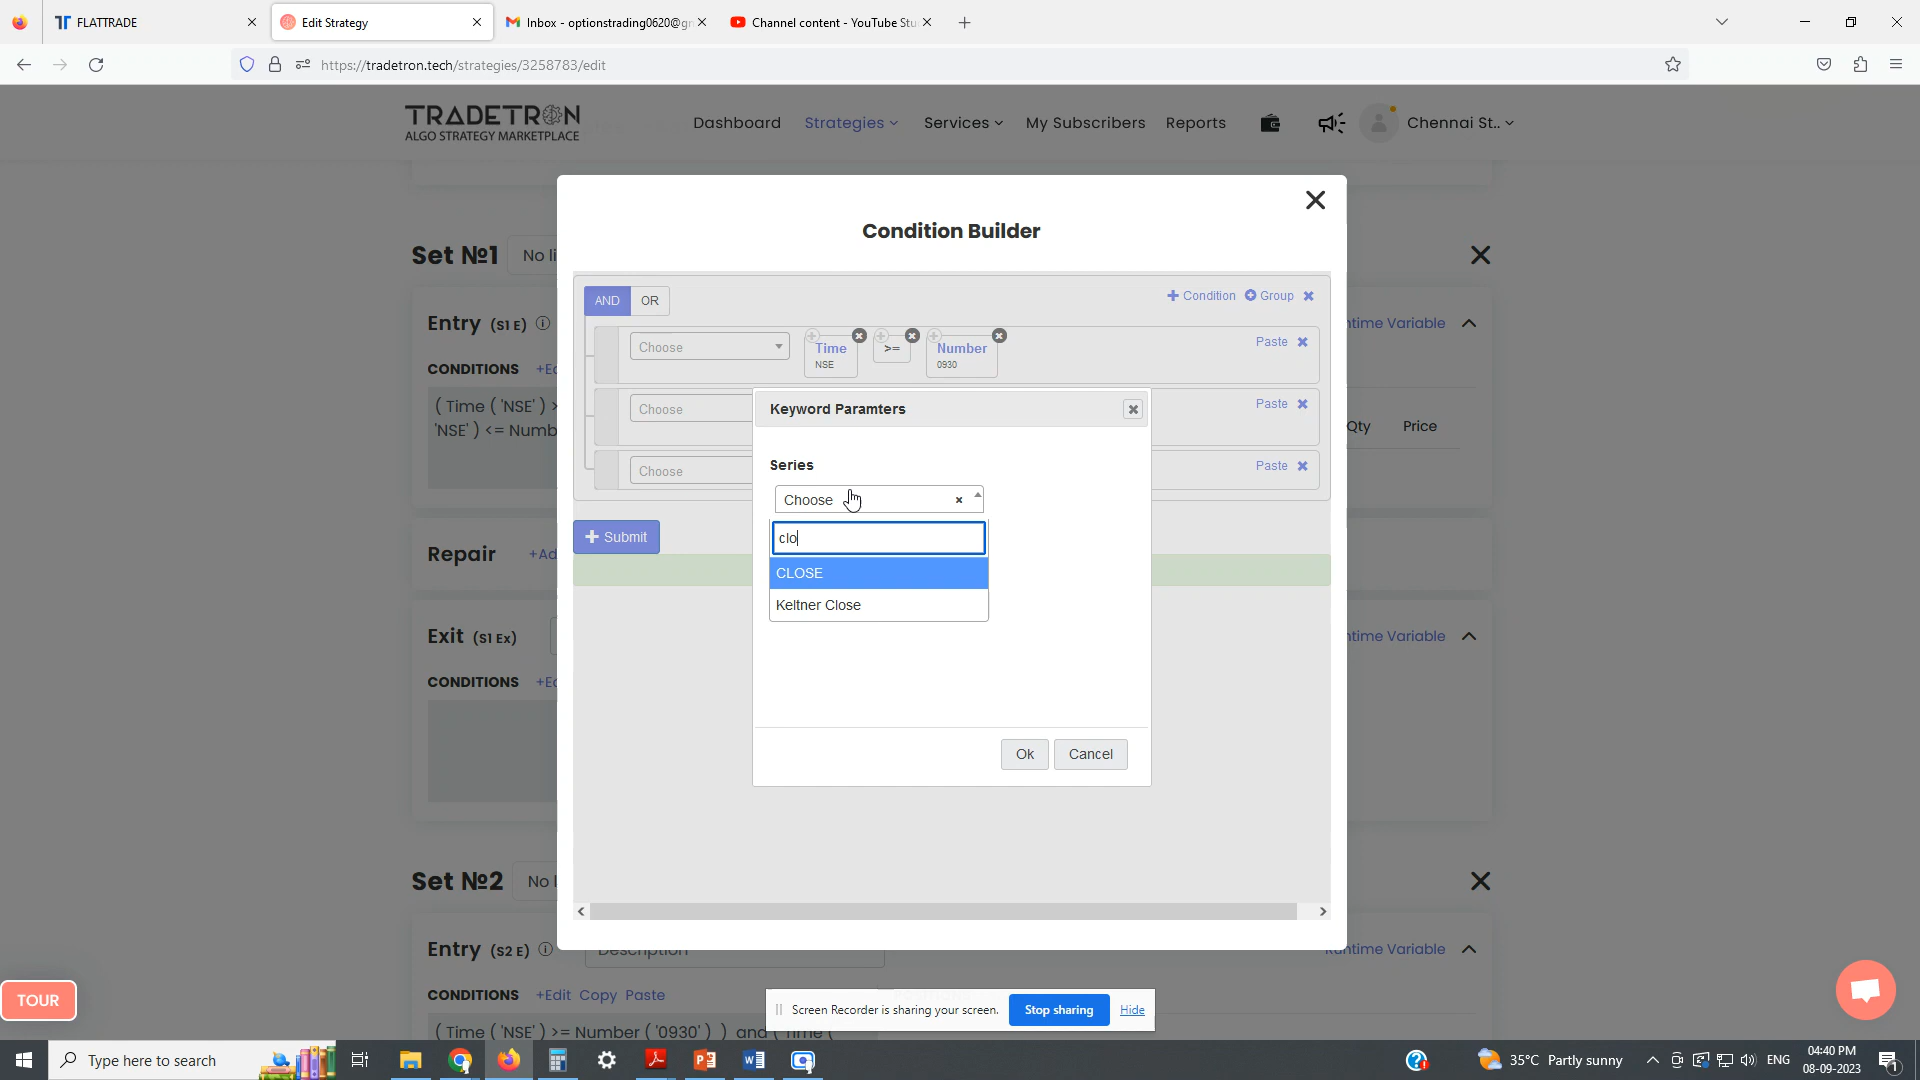 FLATTRADE
Edit Strategy
Inbox - optionstrading0620@g
Channel content - YouTube Stu
https://tradetron.tech/strategies/3258783/edit
TRADETRON
ALGO STRATEGY MARKETPLACE
Dashboard
Strategies
Services
My Subscribers
Reports
Chennai St..
Condition Builder
Set №1
No li
AND
OR
Condition
Group
Entry (S1 E)
ntime Variable
Choose
Time
NSE
>=
Number
0930
Paste
CONDITIONS
( Time ( 'NSE' ) >
'NSE' ) <= Numb
Choose
Paste
Keyword Paramters
Qty
Price
Series
Choose
Paste
Choose
clo
CLOSE
Keltner Close
Submit
Repair
+Ad
Exit (S1 Ex)
ntime Variable
CONDITIONS
Ok
Cancel
Set №2
Entry (S2 E)
Description
Runtime Variable
CONDITIONS +Edit Copy Paste
( Time ( 'NSE' ) >= Number ( '0930' ) ) and ( Time (
TOUR
Screen Recorder is sharing your screen.
Stop sharing
Hide
Type here to search
35°C Partly sunny
ENG
04:40 PM
08-09-2023
1